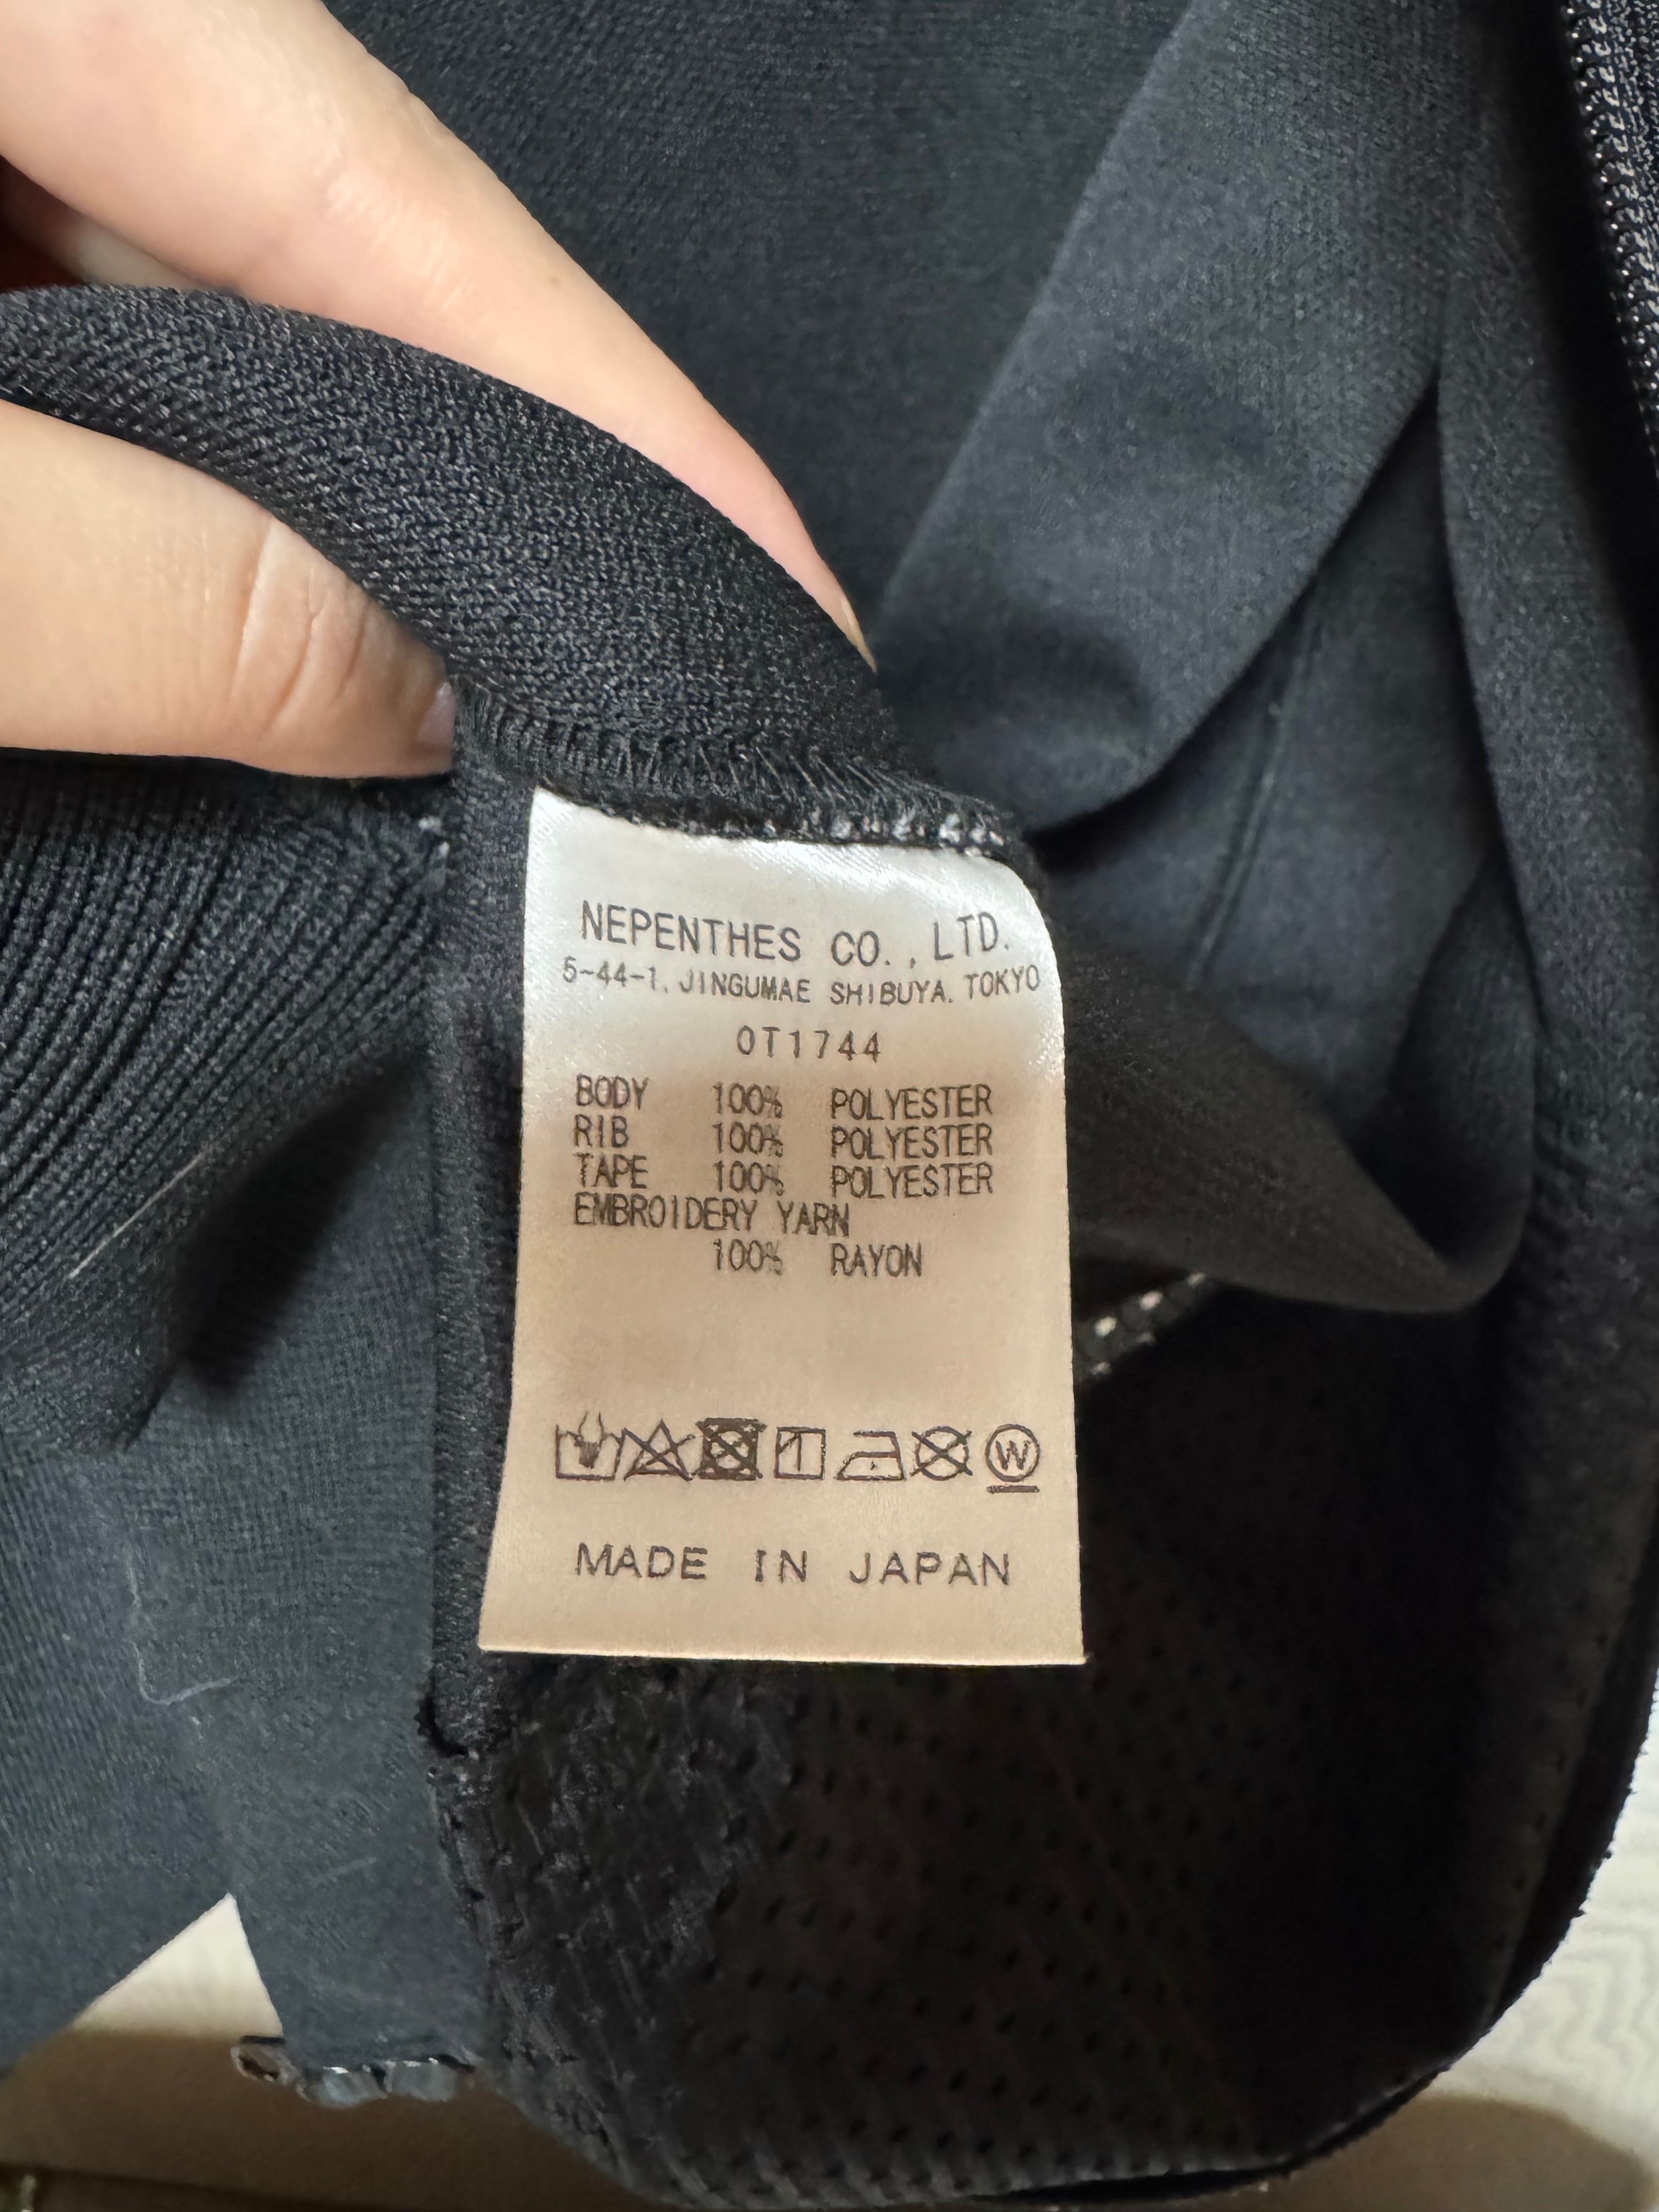 NEPENTHES CO., LTD.
5-44-1, JINGUMAE SHIBUYA. TOKYO
OT1744
BODY 100% POLYESTER
RIB 100% POLYESTER
TAPE 100% POLYESTER
EMBROIDERY YARN
100% RAYON
W
MADE IN JAPAN